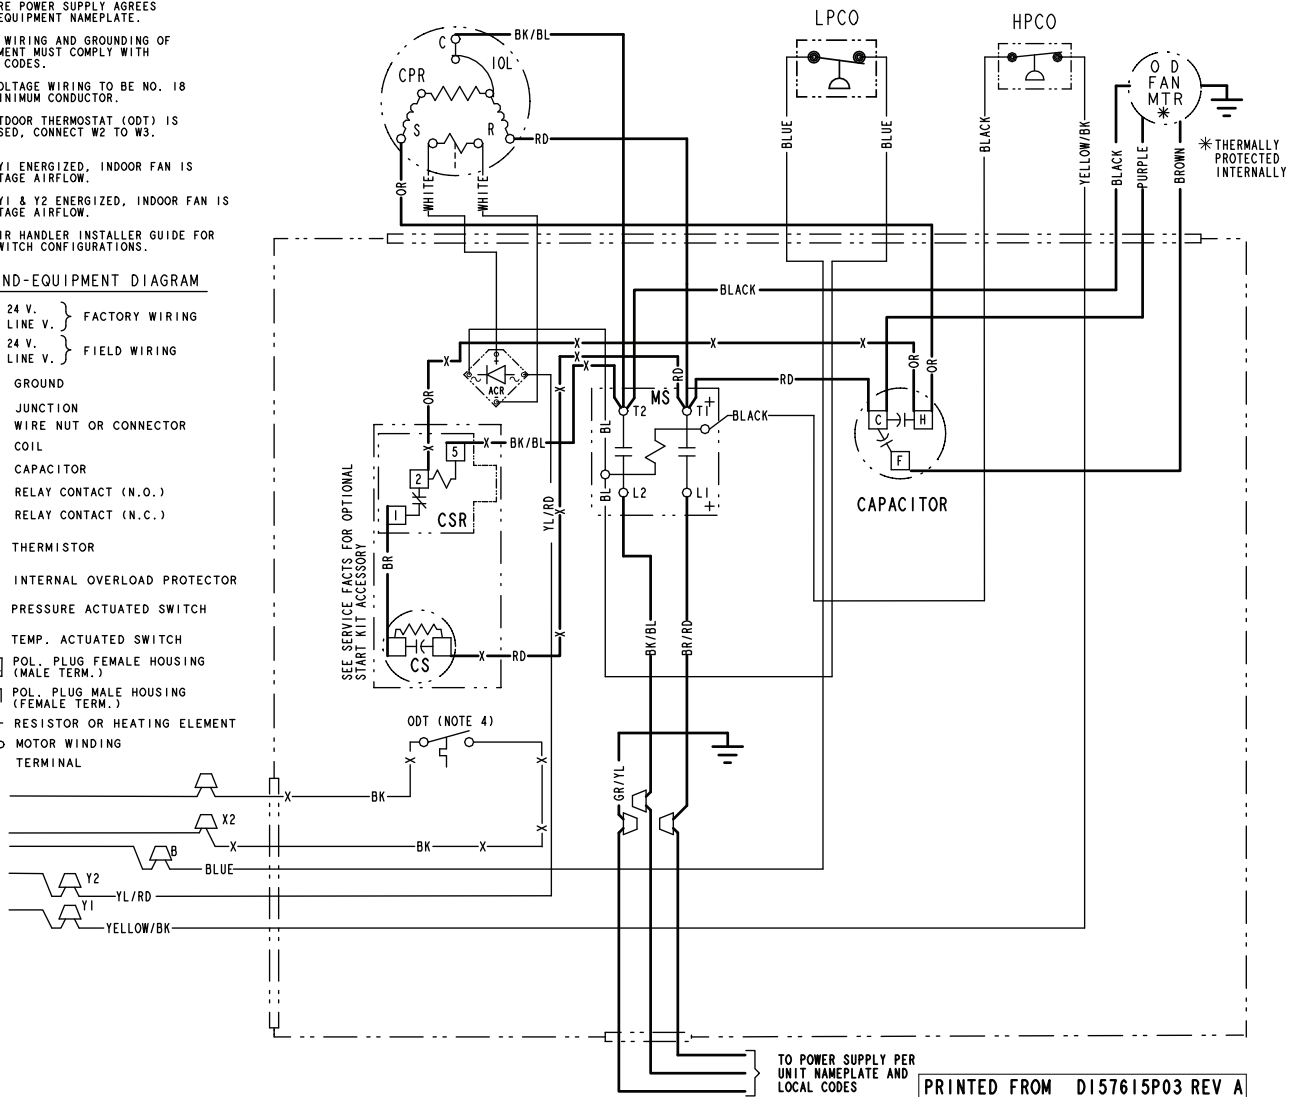 RE POWER SUPPLY AGREES
EQUIPMENT NAMEPLATE.
WIRING AND GROUNDING OF
MENT MUST COMPLY WITH
CODES.
OLTAGE WIRING TO BE NO. 18
INIMUM CONDUCTOR.
TDOOR THERMOSTAT (ODT) IS
SED, CONNECT W2 TO W3.
Y1 ENERGIZED, INDOOR FAN IS
TAGE AIRFLOW.
Y1 & Y2 ENERGIZED, INDOOR FAN IS
TAGE AIRFLOW.
IR HANDLER INSTALLER GUIDE FOR
WITCH CONFIGURATIONS.
ND-EQUIPMENT DIAGRAM
24 V.
LINE V.
FACTORY WIRING
24 V.
LINE V.
FIELD WIRING
GROUND
JUNCTION
WIRE NUT OR CONNECTOR
COIL
CAPACITOR
RELAY CONTACT (N.O.)
RELAY CONTACT (N.C.)
THERMISTOR
INTERNAL OVERLOAD PROTECTOR
PRESSURE ACTUATED SWITCH
TEMP. ACTUATED SWITCH
POL. PLUG FEMALE HOUSING
(MALE TERM.)
POL. PLUG MALE HOUSING
(FEMALE TERM.)
RESISTOR OR HEATING ELEMENT
MOTOR WINDING
TERMINAL
C
BK/BL
IOL
CPR
S
R
RD
OR
WHITE
WHITE
LPCO
BLUE
BLUE
HPCO
BLACK
YELLOW/BK
O D
FAN
MTR
*
BLACK
PURPLE
BROWN
* THERMALLY
PROTECTED
INTERNALLY
BLACK
X
X
X
X
X
X
X
OR
OR
OR
RD
RD
ACR
MS
+
T2
T1
BLACK
BL
BL
L2
L1
+
C
H
F
CAPACITOR
X
X
BK/BL
5
2
1
CSR
BR
CS
X
RD
X
X
YL/RD
SEE SERVICE FACTS FOR OPTIONAL
START KIT ACCESSORY
BK/BL
BR/RD
GR/YL
ODT (NOTE 4)
X
X
X
X
BK
X2
X
BK
X
B
BLUE
Y2
YL/RD
Y1
YELLOW/BK
TO POWER SUPPLY PER
UNIT NAMEPLATE AND
LOCAL CODES
PRINTED FROM D157615P03 REV A